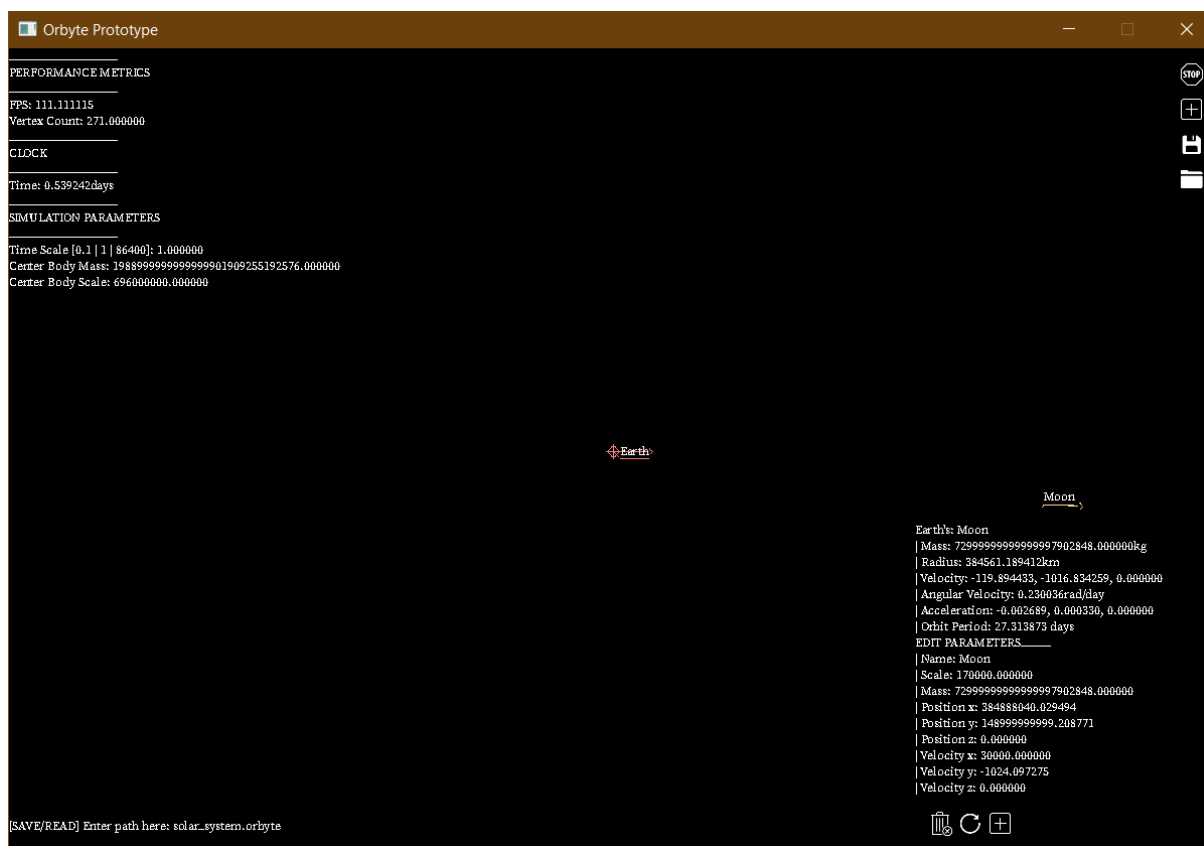 Orbyte Prototype
PERFORMANCE METRICS
FPS: 111.111115
Vertex Count: 271.000000
CLOCK
Time: 0.539242days
SIMULATION PARAMETERS
Time Scale [0.1 | 1 | 86400]: 1.000000
Center Body Mass: 1988999999999999901909255192576.000000
Center Body Scale: 696000000.000000
STOP
Earth
Moon
Earth's: Moon
| Mass: 72999999999999997902848.000000kg
| Radius: 384561.189412km
| Velocity: -119.894433, -1016.834259, 0.000000
| Angular Velocity: 0.230036rad/day
| Acceleration: -0.002689, 0.000330, 0.000000
| Orbit Period: 27.313873 days
EDIT PARAMETERS_____
| Name: Moon
| Scale: 170000.000000
| Mass: 72999999999999997902848.000000
| Position x: 384888040.029494
| Position y: 148999999999.208771
| Position z: 0.000000
| Velocity x: 30000.000000
| Velocity y: -1024.097275
| Velocity z: 0.000000
[SAVE/READ] Enter path here: solar_system.orbyte